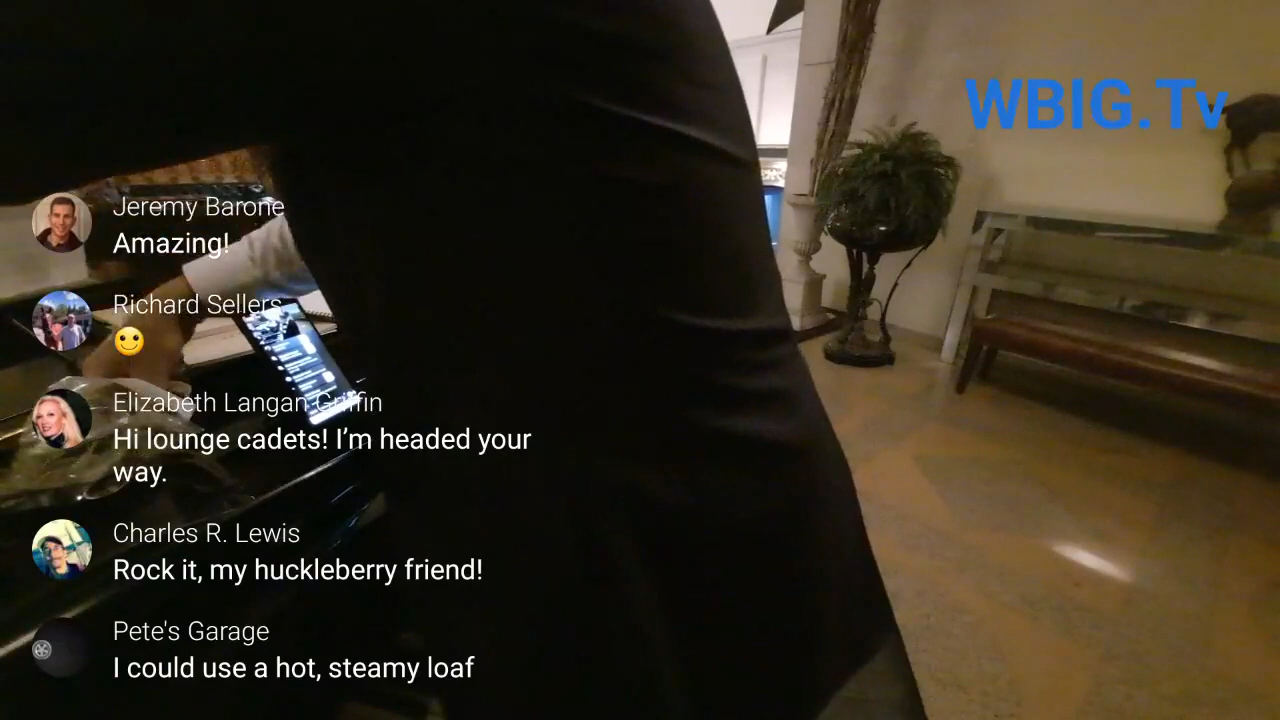 WBIG.Tv
Jeremy Barone
Amazing!
Richard Sellers
🙂
Elizabeth Langan Griffin
Hi lounge cadets! I’m headed your
way.
Charles R. Lewis
Rock it, my huckleberry friend!
Pete's Garage
I could use a hot, steamy loaf